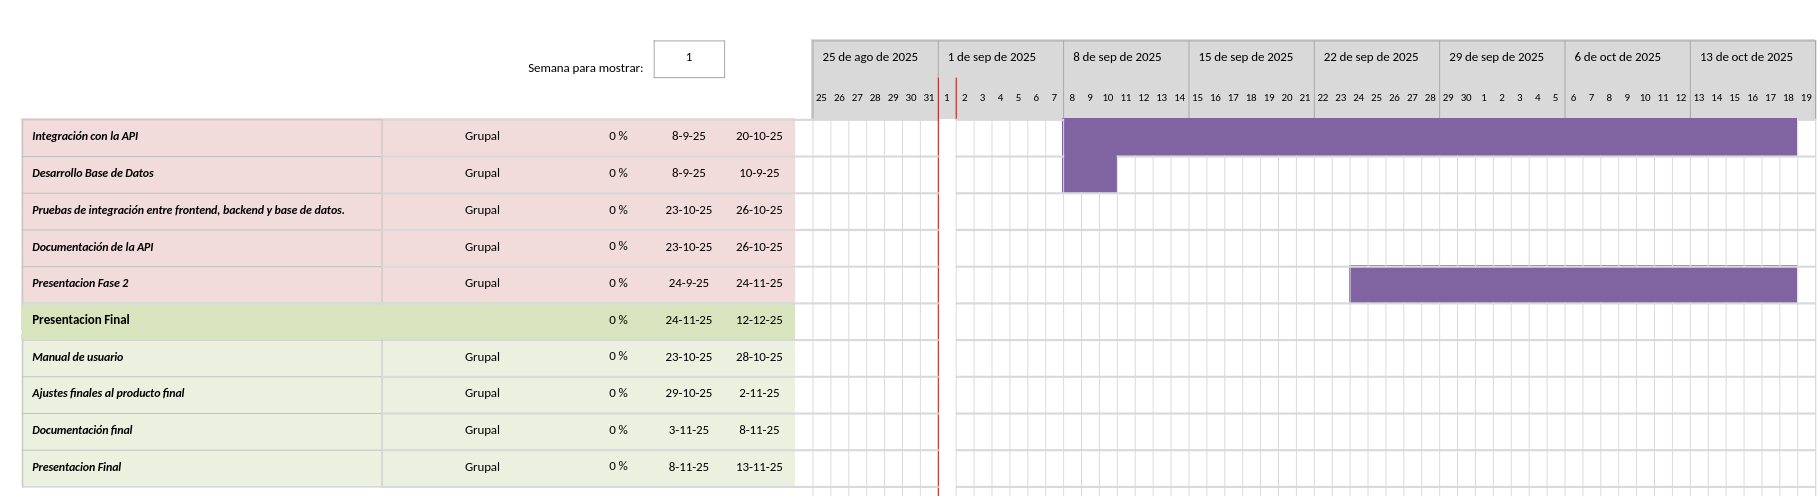 Semana para mostrar: 1
25 de ago de 2025 1 de sep de 2025 8 de sep de 2025 15 de sep de 2025 22 de sep de 2025 29 de sep de 2025 6 de oct de 2025 13 de oct de 2025
25 26 27 28 29 30 31 1 2 3 4 5 6 7 8 9 10 11 12 13 14 15 16 17 18 19 20 21 22 23 24 25 26 27 28 29 30 1 2 3 4 5 6 7 8 9 10 11 12 13 14 15 16 17 18 19
Integración con la API Grupal 0 % 8-9-25 20-10-25
Desarrollo Base de Datos Grupal 0 % 8-9-25 10-9-25
Pruebas de integración entre frontend, backend y base de datos. Grupal 0 % 23-10-25 26-10-25
Documentación de la API Grupal 0 % 23-10-25 26-10-25
Presentacion Fase 2 Grupal 0 % 24-9-25 24-11-25
Presentacion Final 0 % 24-11-25 12-12-25
Manual de usuario Grupal 0 % 23-10-25 28-10-25
Ajustes finales al producto final Grupal 0 % 29-10-25 2-11-25
Documentación final Grupal 0 % 3-11-25 8-11-25
Presentacion Final Grupal 0 % 8-11-25 13-11-25